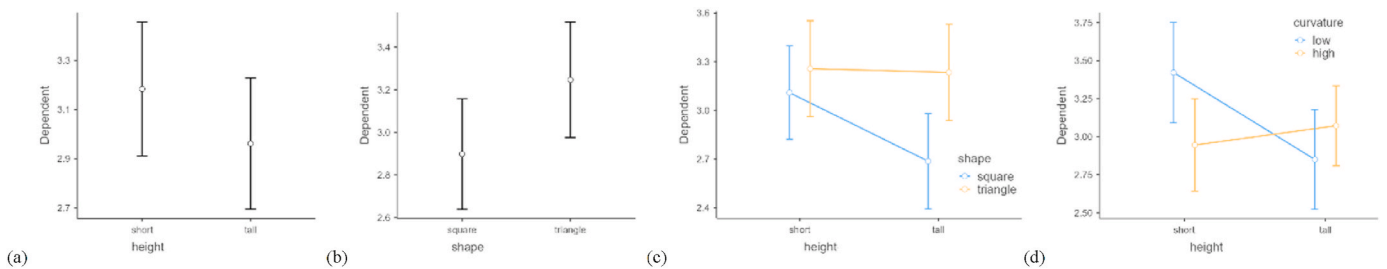 Dependent
3.3
3.1
2.9
2.7
short
tall
height
(a)
Dependent
3.4
3.2
3.0
2.8
2.6
square
triangle
shape
(b)
Dependent
3.6
3.3
3.0
2.7
2.4
shape
square
triangle
short
tall
height
(c)
Dependent
3.75
3.50
3.25
3.00
2.75
2.50
curvature
low
high
short
tall
height
(d)